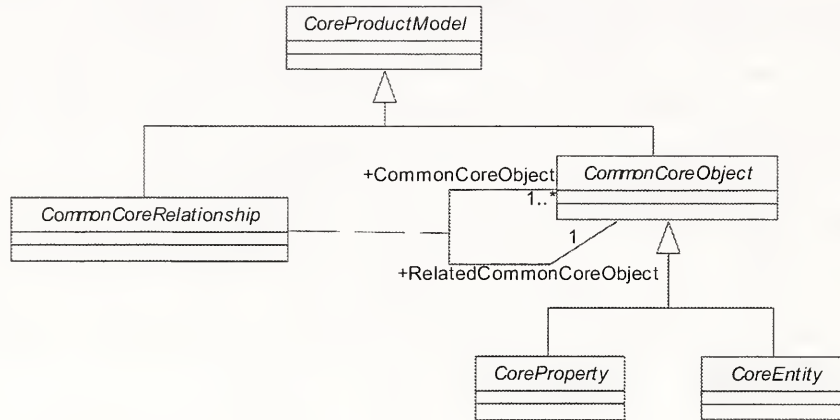 CoreProductModel
+CommonCoreObject
CommonCoreObject
1..*
CommonCoreRelationship
1
+RelatedCommonCoreObject
CoreProperty
CoreEntity